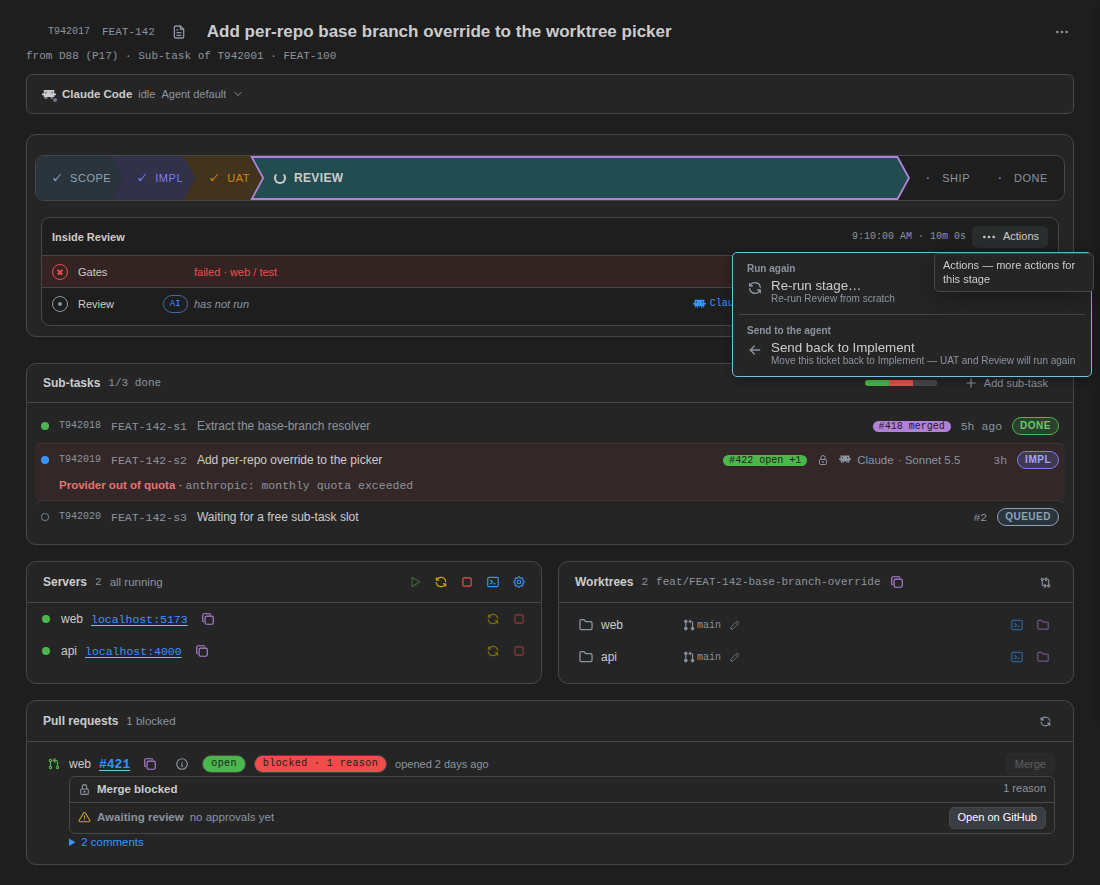 T942017 FEAT-142 Add per-repo base branch override to the worktree picker
from D88 (P17) · Sub-task of T942001 · FEAT-100
Claude Code idle Agent default
SCOPE IMPL UAT REVIEW SHIP DONE
Inside Review 9:10:00 AM · 10m 0s Actions
Gates failed · web / test
Review AI has not run Clau
Run again
Re-run stage…
Re-run Review from scratch
Send to the agent
Send back to Implement
Move this ticket back to Implement — UAT and Review will run again
Actions — more actions for
this stage
Sub-tasks 1/3 done Add sub-task
T942018 FEAT-142-s1 Extract the base-branch resolver #418 merged 5h ago DONE
T942019 FEAT-142-s2 Add per-repo override to the picker #422 open +1 Claude · Sonnet 5.5 3h IMPL
Provider out of quota · anthropic: monthly quota exceeded
T942020 FEAT-142-s3 Waiting for a free sub-task slot #2 QUEUED
Servers 2 all running
web localhost:5173
api localhost:4000
Worktrees 2 feat/FEAT-142-base-branch-override
web main
api main
Pull requests 1 blocked
web #421 open blocked · 1 reason opened 2 days ago Merge
Merge blocked 1 reason
Awaiting review no approvals yet Open on GitHub
2 comments